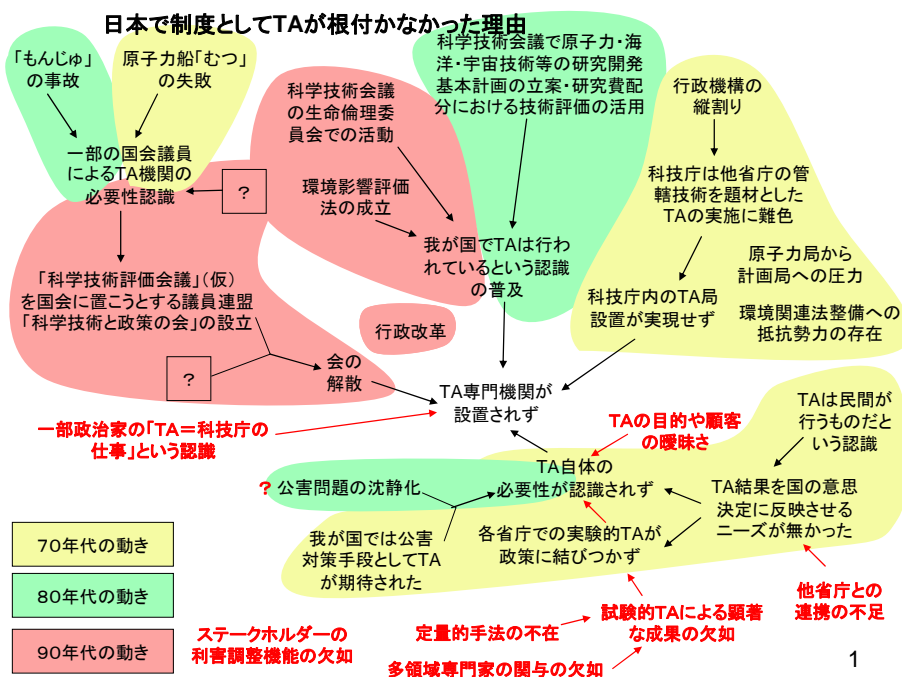 日本で制度としてTAが根付かなかった理由
「もんじゅ」
の事故
原子力船「むつ」
の失敗
一部の国会議員
によるTA機関の
必要性認識
?
「科学技術評価会議」(仮)
を国会に置こうとする議員連盟
「科学技術と政策の会」の設立
?
会の
解散
科学技術会議
の生命倫理委
員会での活動
環境影響評価
法の成立
科学技術会議で原子力・海
洋・宇宙技術等の研究開発
基本計画の立案・研究費配
分における技術評価の活用
我が国でTAは行わ
れているという認識
の普及
行政改革
行政機構の
縦割り
科技庁は他省庁の管
轄技術を題材とした
TAの実施に難色
原子力局から
計画局への圧力
科技庁内のTA局
設置が実現せず
環境関連法整備への
抵抗勢力の存在
TA専門機関が
設置されず
一部政治家の「TA=科技庁の
仕事」という認識
TAの目的や顧客
の曖昧さ
TAは民間が
行うものだと
いう認識
TA自体の
必要性が認識されず
? 公害問題の沈静化
TA結果を国の意思
決定に反映させる
ニーズが無かった
我が国では公害
対策手段としてTA
が期待された
各省庁での実験的TAが
政策に結びつかず
70年代の動き
80年代の動き
90年代の動き
ステークホルダーの
利害調整機能の欠如
定量的手法の不在
多領域専門家の関与の欠如
試験的TAによる顕著
な成果の欠如
他省庁との
連携の不足
1